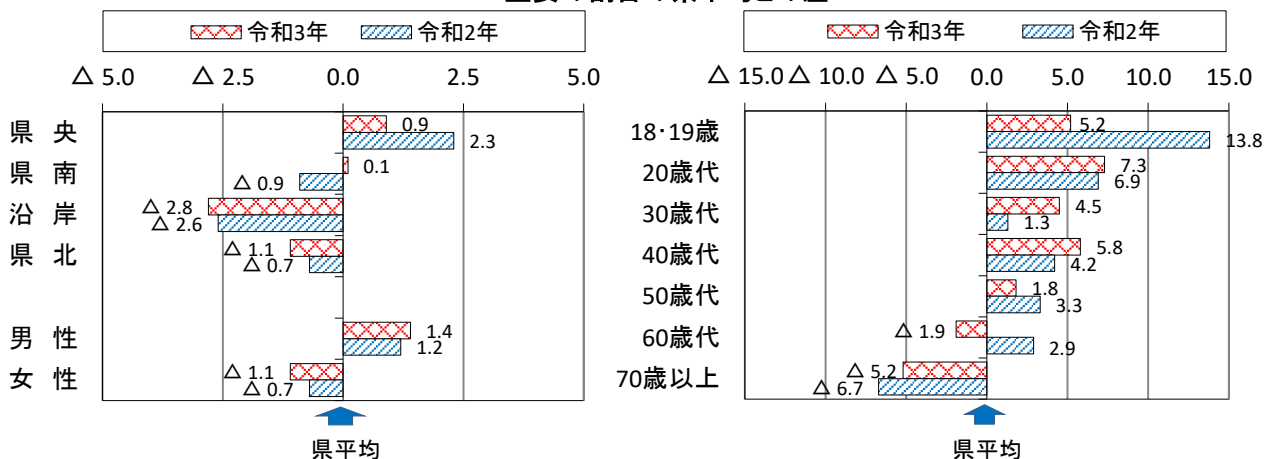 令和3年 令和2年
△ 5.0 △ 2.5 0.0 2.5 5.0
県 央 0.9
2.3
県 南 0.1
△ 0.9
沿 岸 △ 2.8
△ 2.6
県 北 △ 1.1
△ 0.7
男 性 1.4
1.2
女 性 △ 1.1
△ 0.7
県平均
令和3年 令和2年
△ 15.0 △ 10.0 △ 5.0 0.0 5.0 10.0 15.0
18・19歳 5.2
13.8
20歳代 7.3
6.9
30歳代 4.5
1.3
40歳代 5.8
4.2
50歳代 1.8
3.3
60歳代 △ 1.9
2.9
70歳以上 △ 5.2
△ 6.7
県平均